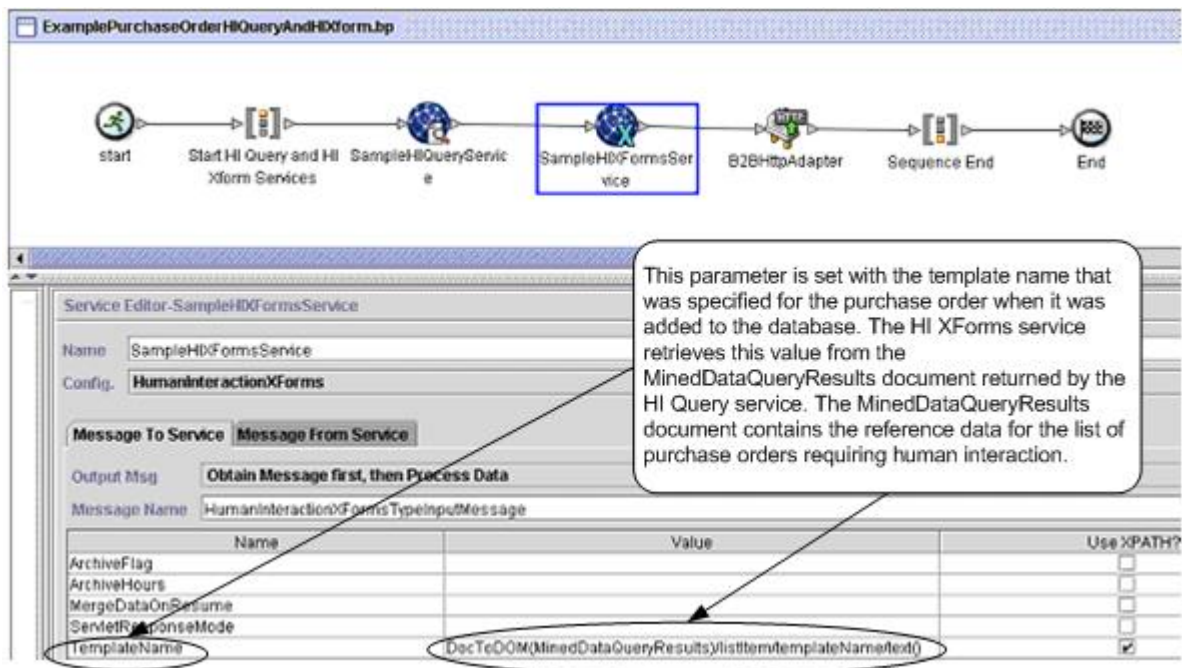 ExamplePurchaseOrderHIQueryAndHIXform.bp
start
Start HI Query and HI
Xform Services
SampleHIQueryServic
e
SampleHIXFormsSer
vice
B2BHttpAdapter
Sequence End
End
This parameter is set with the template name that
was specified for the purchase order when it was
added to the database. The HI XForms service
retrieves this value from the
MinedDataQueryResults document returned by the
HI Query service. The MinedDataQueryResults
document contains the reference data for the list of
purchase orders requiring human interaction.
Service Editor-SampleHIXFormsService
Name SampleHIXFormsService
Config. HumanInteractionXForms
Message To Service Message From Service
Output Msg Obtain Message first, then Process Data
Message Name HumanInteractionXFormsTypeInputMessage
Name Value Use XPATH?
ArchiveFlag
ArchiveHours
MergeDataOnResume
ServletResponseMode
TemplateName DocToDOM(MinedDataQueryResults)/listItem/templateName/text()